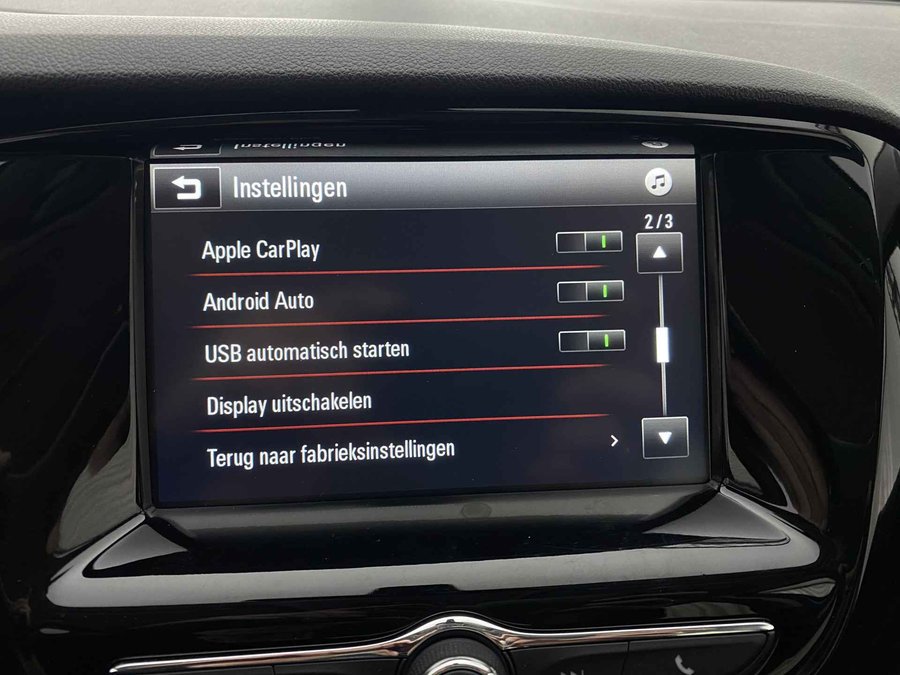 Instellingen
2/3
Apple CarPlay
Android Auto
USB automatisch starten
Display uitschakelen
Terug naar fabrieksinstellingen